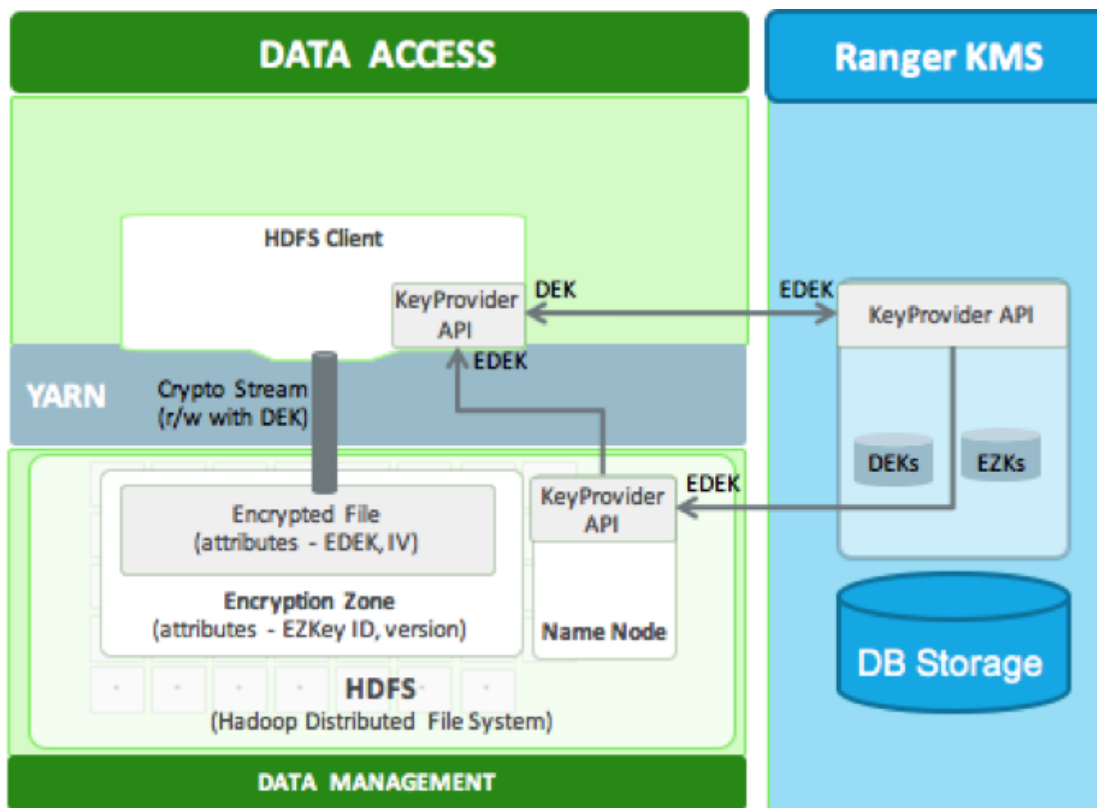 DATA ACCESS
Ranger KMS
HDFS Client
KeyProvider
API
DEK
EDEK
KeyProvider API
EDEK
YARN
Crypto Stream
(r/w with DEK)
DEKs
EZKs
EDEK
KeyProvider
API
Encrypted File
(attributes - EDEK, IV)
Encryption Zone
(attributes - EZKey ID, version)
Name Node
DB Storage
HDFS
(Hadoop Distributed File System)
DATA MANAGEMENT